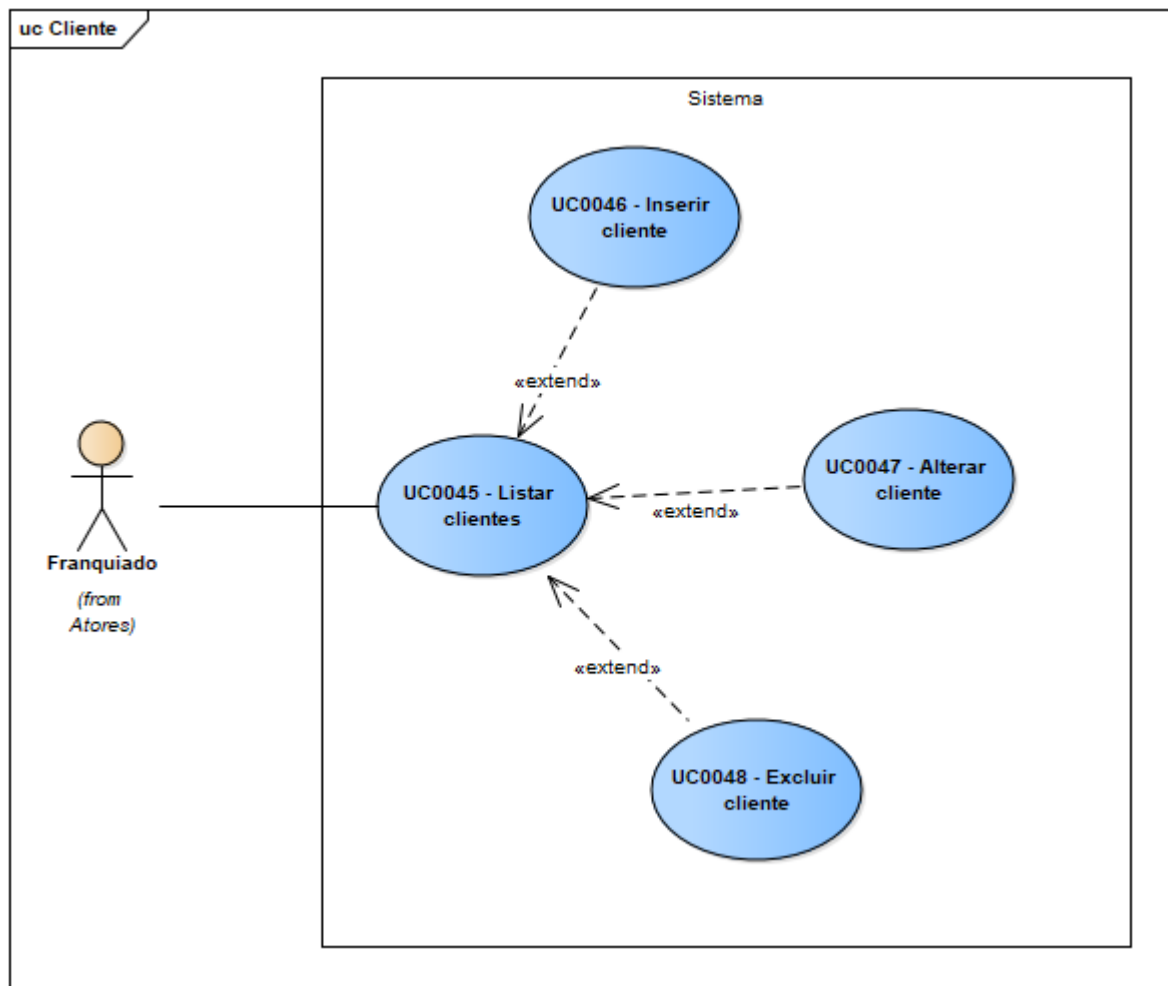 uc Cliente
Sistema
UC0046 - Inserir
cliente
«extend»
UC0045 - Listar
clientes
UC0047 - Alterar
cliente
«extend»
Franquiado
(from
Atores)
«extend»
UC0048 - Excluir
cliente